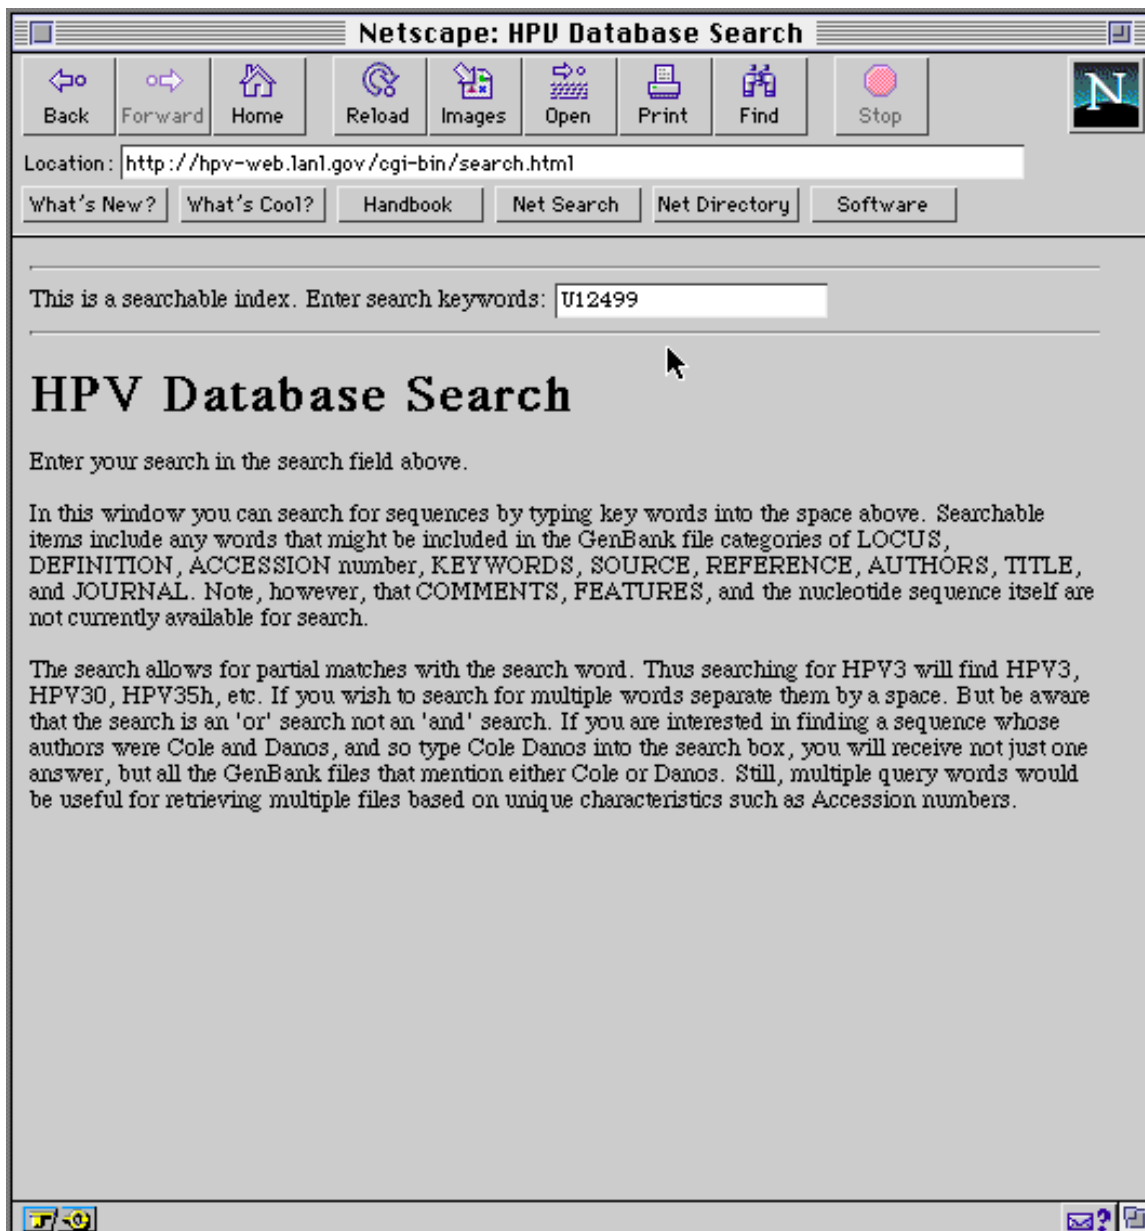 Netscape: HPV Database Search
Back Forward Home Reload Images Open Print Find Stop N
Location: http://hpv-web.lanl.gov/cgi-bin/search.html
What's New? What's Cool? Handbook Net Search Net Directory Software
This is a searchable index. Enter search keywords: U12499
HPV Database Search
Enter your search in the search field above.
In this window you can search for sequences by typing key words into the space above. Searchable
items include any words that might be included in the GenBank file categories of LOCUS,
DEFINITION, ACCESSION number, KEYWORDS, SOURCE, REFERENCE, AUTHORS, TITLE,
and JOURNAL. Note, however, that COMMENTS, FEATURES, and the nucleotide sequence itself are
not currently available for search.
The search allows for partial matches with the search word. Thus searching for HPV3 will find HPV3,
HPV30, HPV35h, etc. If you wish to search for multiple words separate them by a space. But be aware
that the search is an 'or' search not an 'and' search. If you are interested in finding a sequence whose
authors were Cole and Danos, and so type Cole Danos into the search box, you will receive not just one
answer, but all the GenBank files that mention either Cole or Danos. Still, multiple query words would
be useful for retrieving multiple files based on unique characteristics such as Accession numbers.
?